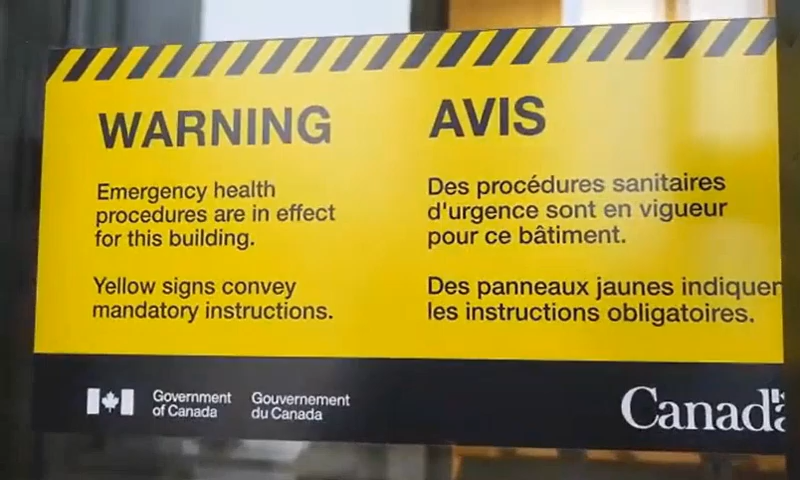 WARNING
Emergency health
procedures are in effect
for this building.
Yellow signs convey
mandatory instructions.
AVIS
Des procédures sanitaires
d'urgence sont en vigueur
pour ce bâtiment.
Des panneaux jaunes indiquen
les instructions obligatoires.
Government
of Canada
Gouvernement
du Canada
Canada